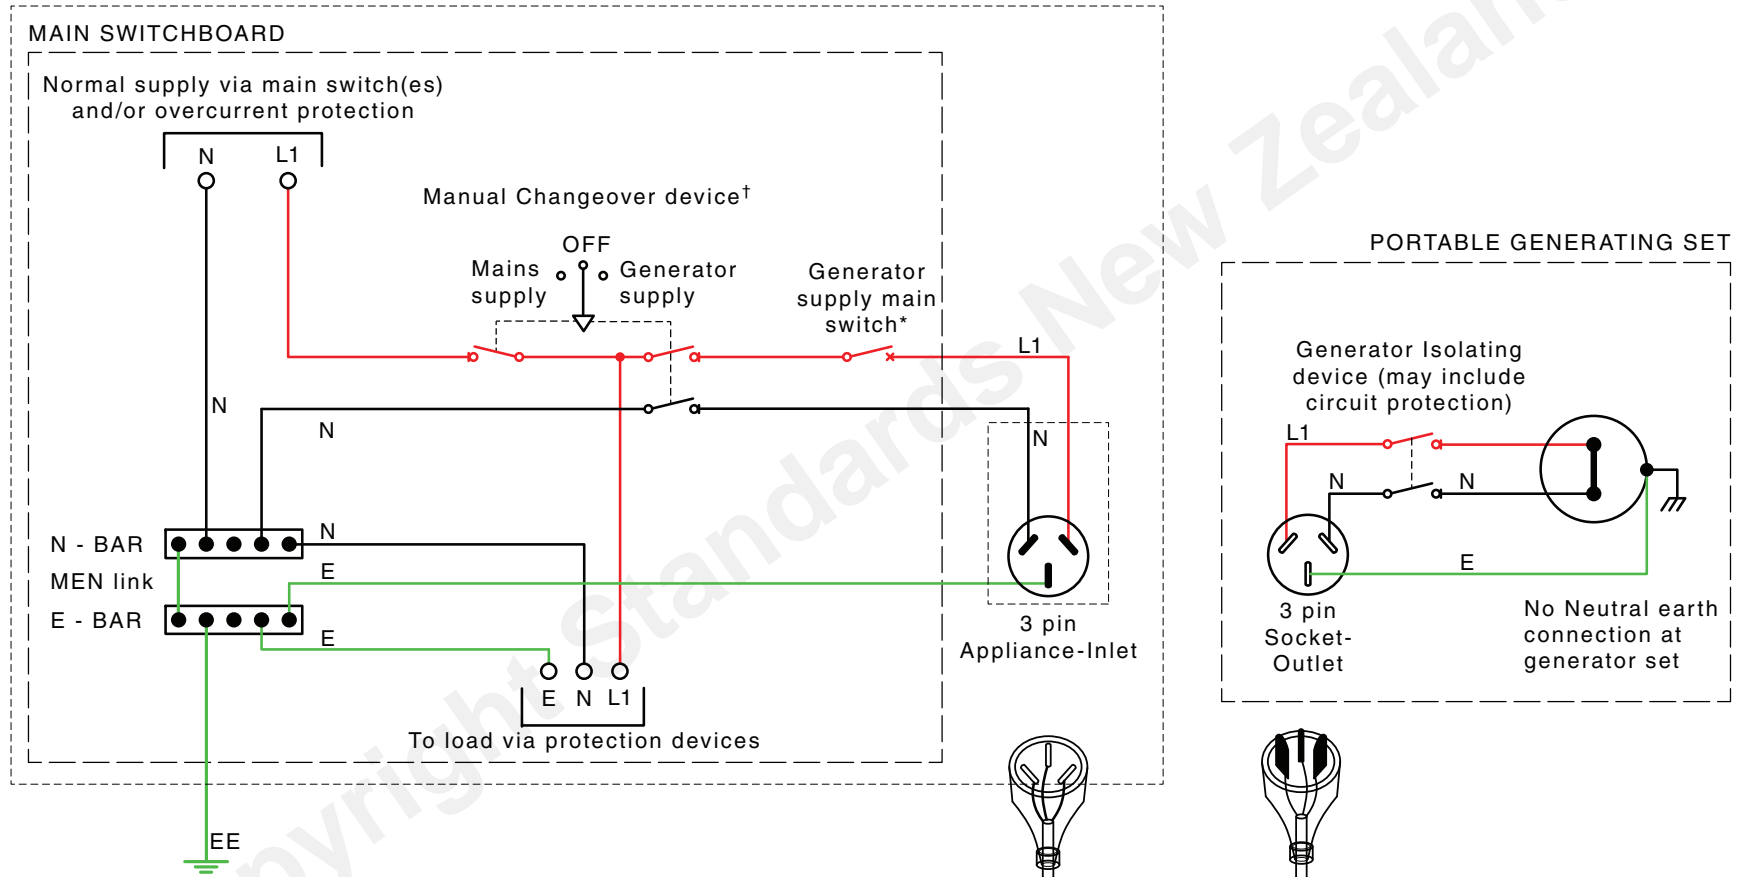 MAIN SWITCHBOARD
Normal supply via main switch(es)
and/or overcurrent protection
N
L1
Manual Changeover device†
OFF
Mains
supply
Generator
supply
Generator
supply main
switch*
L1
N
N
N
N - BAR
N
MEN link
E
E - BAR
E
E
N
L1
To load via protection devices
EE
3 pin
Appliance-Inlet
PORTABLE GENERATING SET
Generator Isolating
device (may include
circuit protection)
L1
N
N
E
3 pin
Socket-
Outlet
No Neutral earth
connection at
generator set
pyright Standards New Zealan